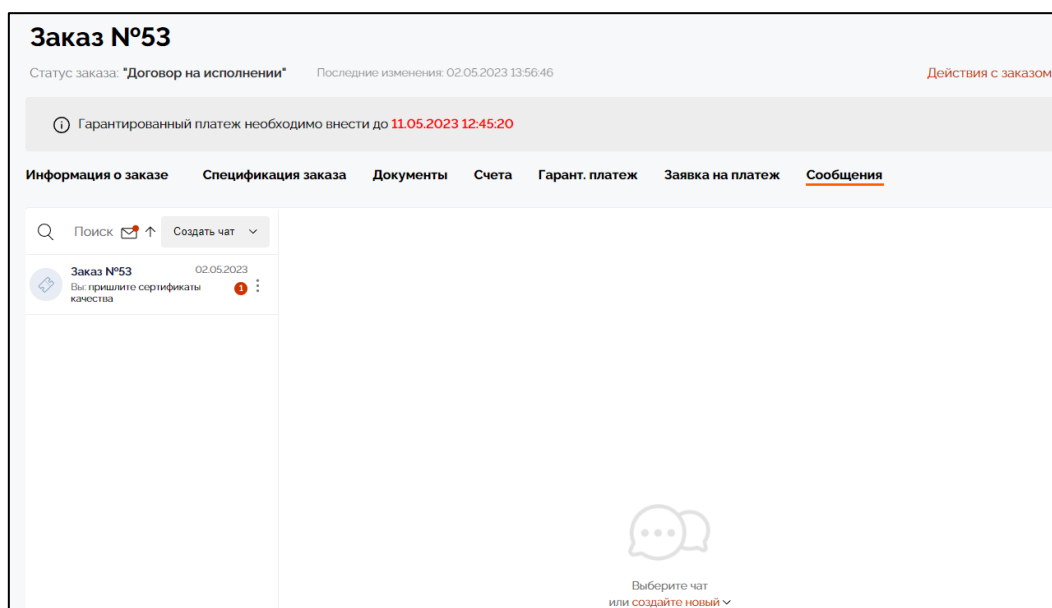 Заказ №53
Статус заказа: "Договор на исполнении" Последние изменения: 02.05.2023 13:56:46 Действия с заказом
Гарантированный платеж необходимо внести до 11.05.2023 12:45:20
Информация о заказе Спецификация заказа Документы Счета Гарант. платеж Заявка на платеж Сообщения
Поиск Создать чат
Заказ №53 02.05.2023
Вы: пришлите сертификаты 1
качества
Выберите чат
или создайте новый